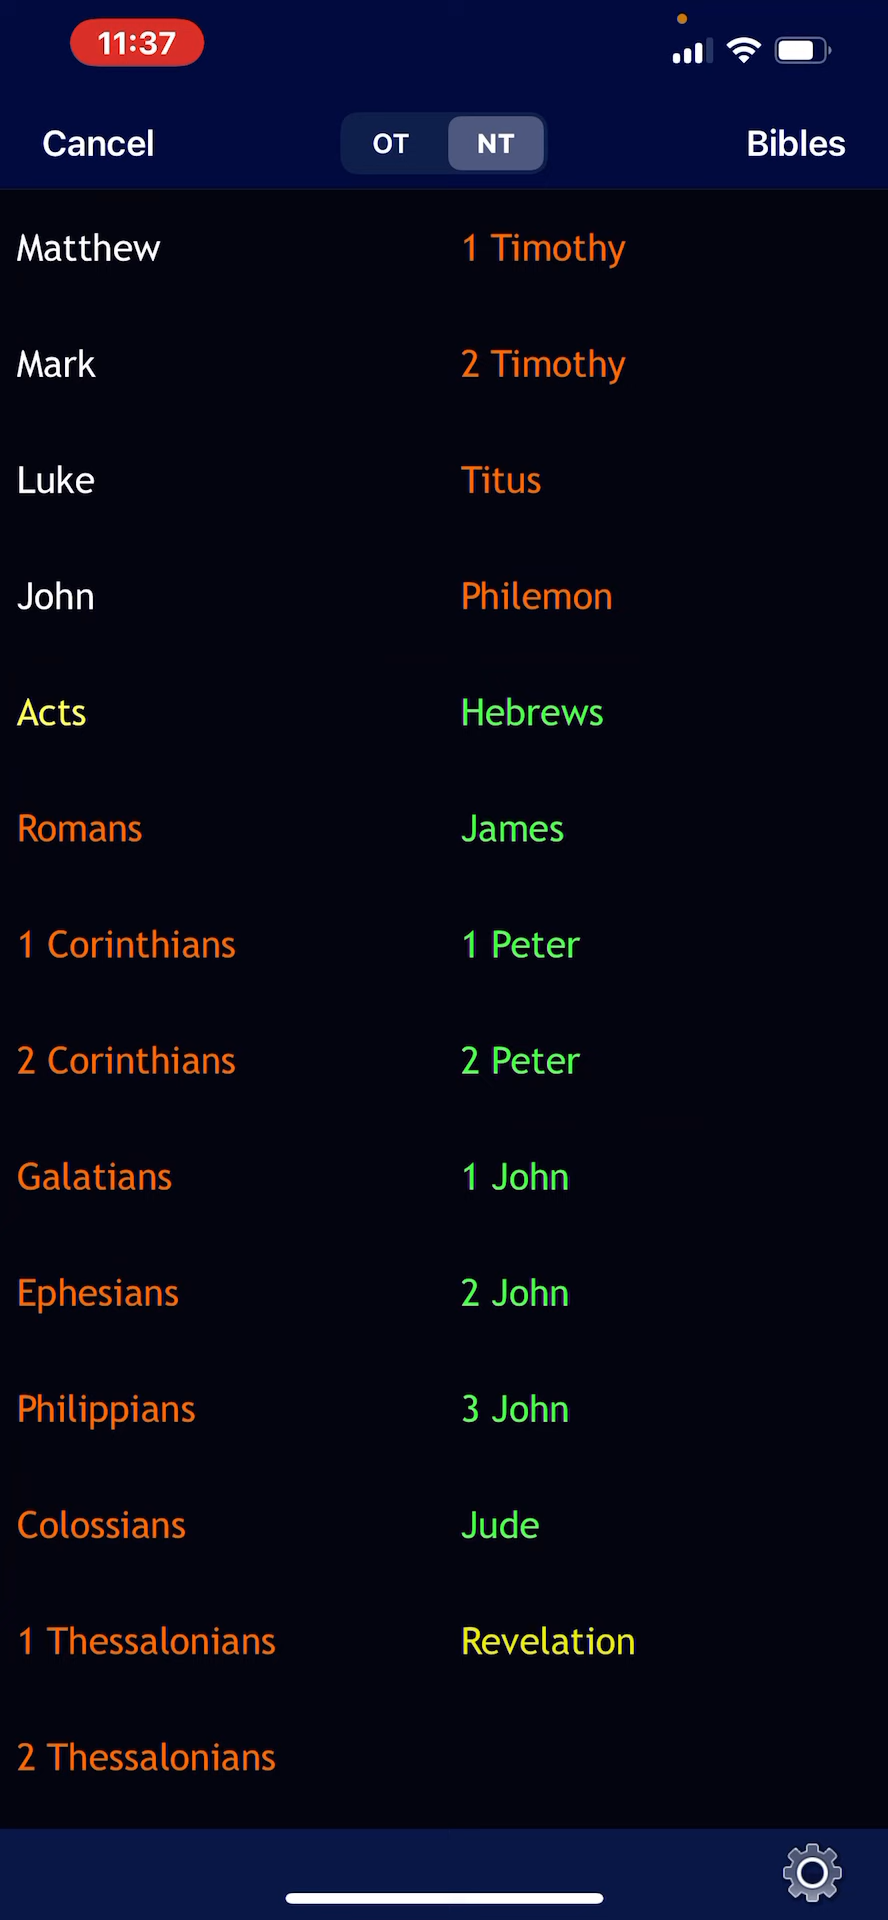 11:37
Cancel
OT
NT
Bibles
Matthew
Mark
Luke
John
Acts
Romans
1 Corinthians
2 Corinthians
Galatians
Ephesians
Philippians
Colossians
1 Thessalonians
2 Thessalonians
1 Timothy
2 Timothy
Titus
Philemon
Hebrews
James
1 Peter
2 Peter
1 John
2 John
3 John
Jude
Revelation